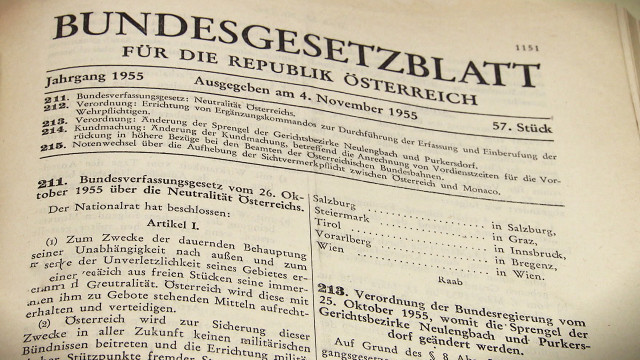 1151
BUNDESGESETZBLATT
FÜR DIE REPUBLIK ÖSTERREICH
Jahrgang 1955
Ausgegeben am 4. November 1955
57. Stück
211. Bundesverfassungsgesetz: Neutralität Österreichs.
212. Verordnung: Errichtung von Ergänzungskommandos zur Durchführung der Erfassung und Einberufung der
Wehrpflichtigen.
213. Verordnung: Änderung der Sprengel der Gerichtsbezirke Neulengbach und Purkersdorf.
214. Kundmachung: Änderung der Kundmachung, betreffend die Anrechnung von Vordienstzeiten für die Vor-
rückung in höhere Bezüge bei den Beamten der Österreichischen Bundesbahnen.
215. Notenwechsel über die Aufhebung der Sichtvermerkpflicht zwischen Österreich und Monaco.
211. Bundesverfassungsgesetz vom 26. Ok-
tober 1955 über die Neutralität Österreichs.
Der Nationalrat hat beschlossen:
Artikel I.
(1) Zum Zwecke der dauernden Behauptung
seiner Unabhängigkeit nach außen und zum
der Unverletzlichkeit seines Gebietes er-
aus freien Stücken seine immer-
Österreich wird diese mit
ihm zu Gebote stehenden Mitteln aufrecht-
erhalten und verteidigen.
(2) Österreich wird zur Sicherung dieser
Zwecke in aller Zukunft keinen militärischen
Bündnissen beitreten und die Errichtung militä-
Stützpunkte fremder
Salzburg . . . . . . . . . . . . in Salzburg,
Steiermark . . . . . . . . . . . in Graz,
Tirol . . . . . . . . . . . . . . in Innsbruck,
Vorarlberg . . . . . . . . . . . in Bregenz,
Wien . . . . . . . . . . . . . . in Wien.
Raab
213. Verordnung der Bundesregierung vom
25. Oktober 1955, womit die Sprengel der
Gerichtsbezirke Neulengbach und Purkers-
dorf geändert werden.
Auf Grund des § 8 Abs.